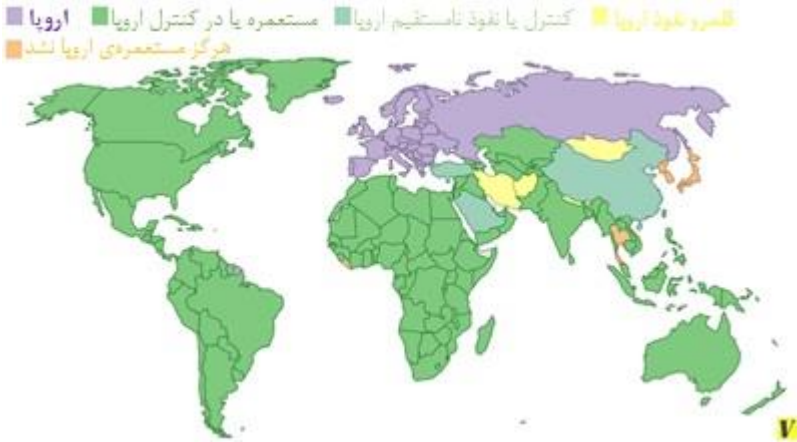 اروپا مستعمره یا در کنترل اروپا کنترل یا نفوذ نامستقیم اروپا قلمرو نفوذ اروپا
هرگز مستعمره‌ی اروپا نشد
V